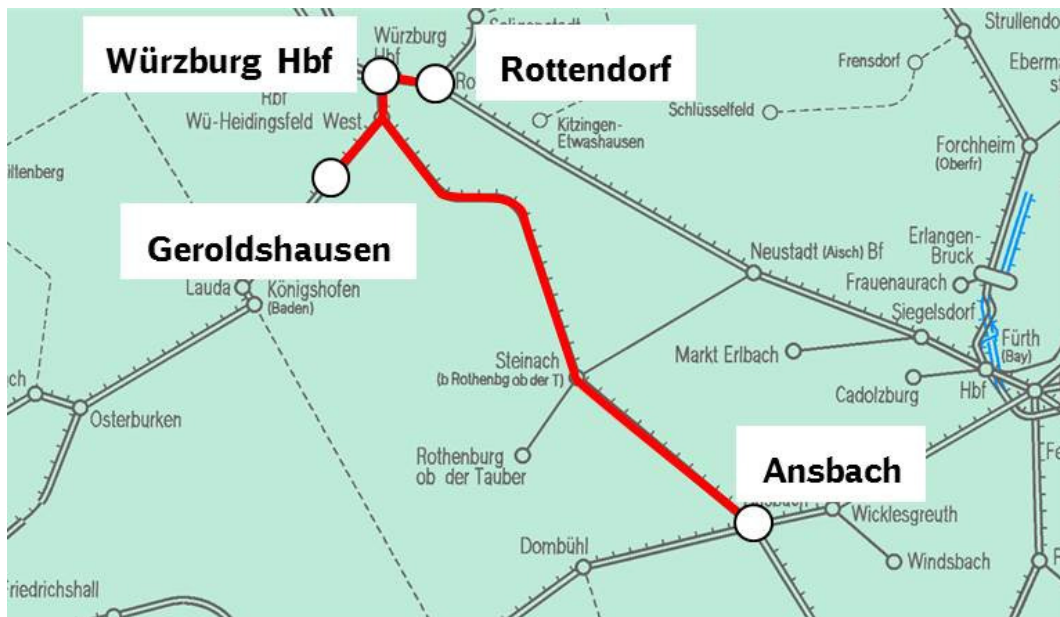 Würzburg Hbf
Rottendorf
Geroldshausen
Ansbach
Würzburg
Rbf
Wü-Heidingsfeld West
Kitzingen-
Etwashausen
Schlüsselfeld
Frensdorf
Forchheim
(Oberfr)
Erlangen-
Bruck
Frauenaurach
Neustadt (Aisch) Bf
Siegelsdorf
Fürth
(Bay)
Hbf
Markt Erlbach
Cadolzburg
Lauda
Königshofen
(Baden)
Osterburken
Steinach
(b Rothenbg ob der T)
Rothenburg
ob der Tauber
Wicklesgreuth
Windsbach
Dombühl